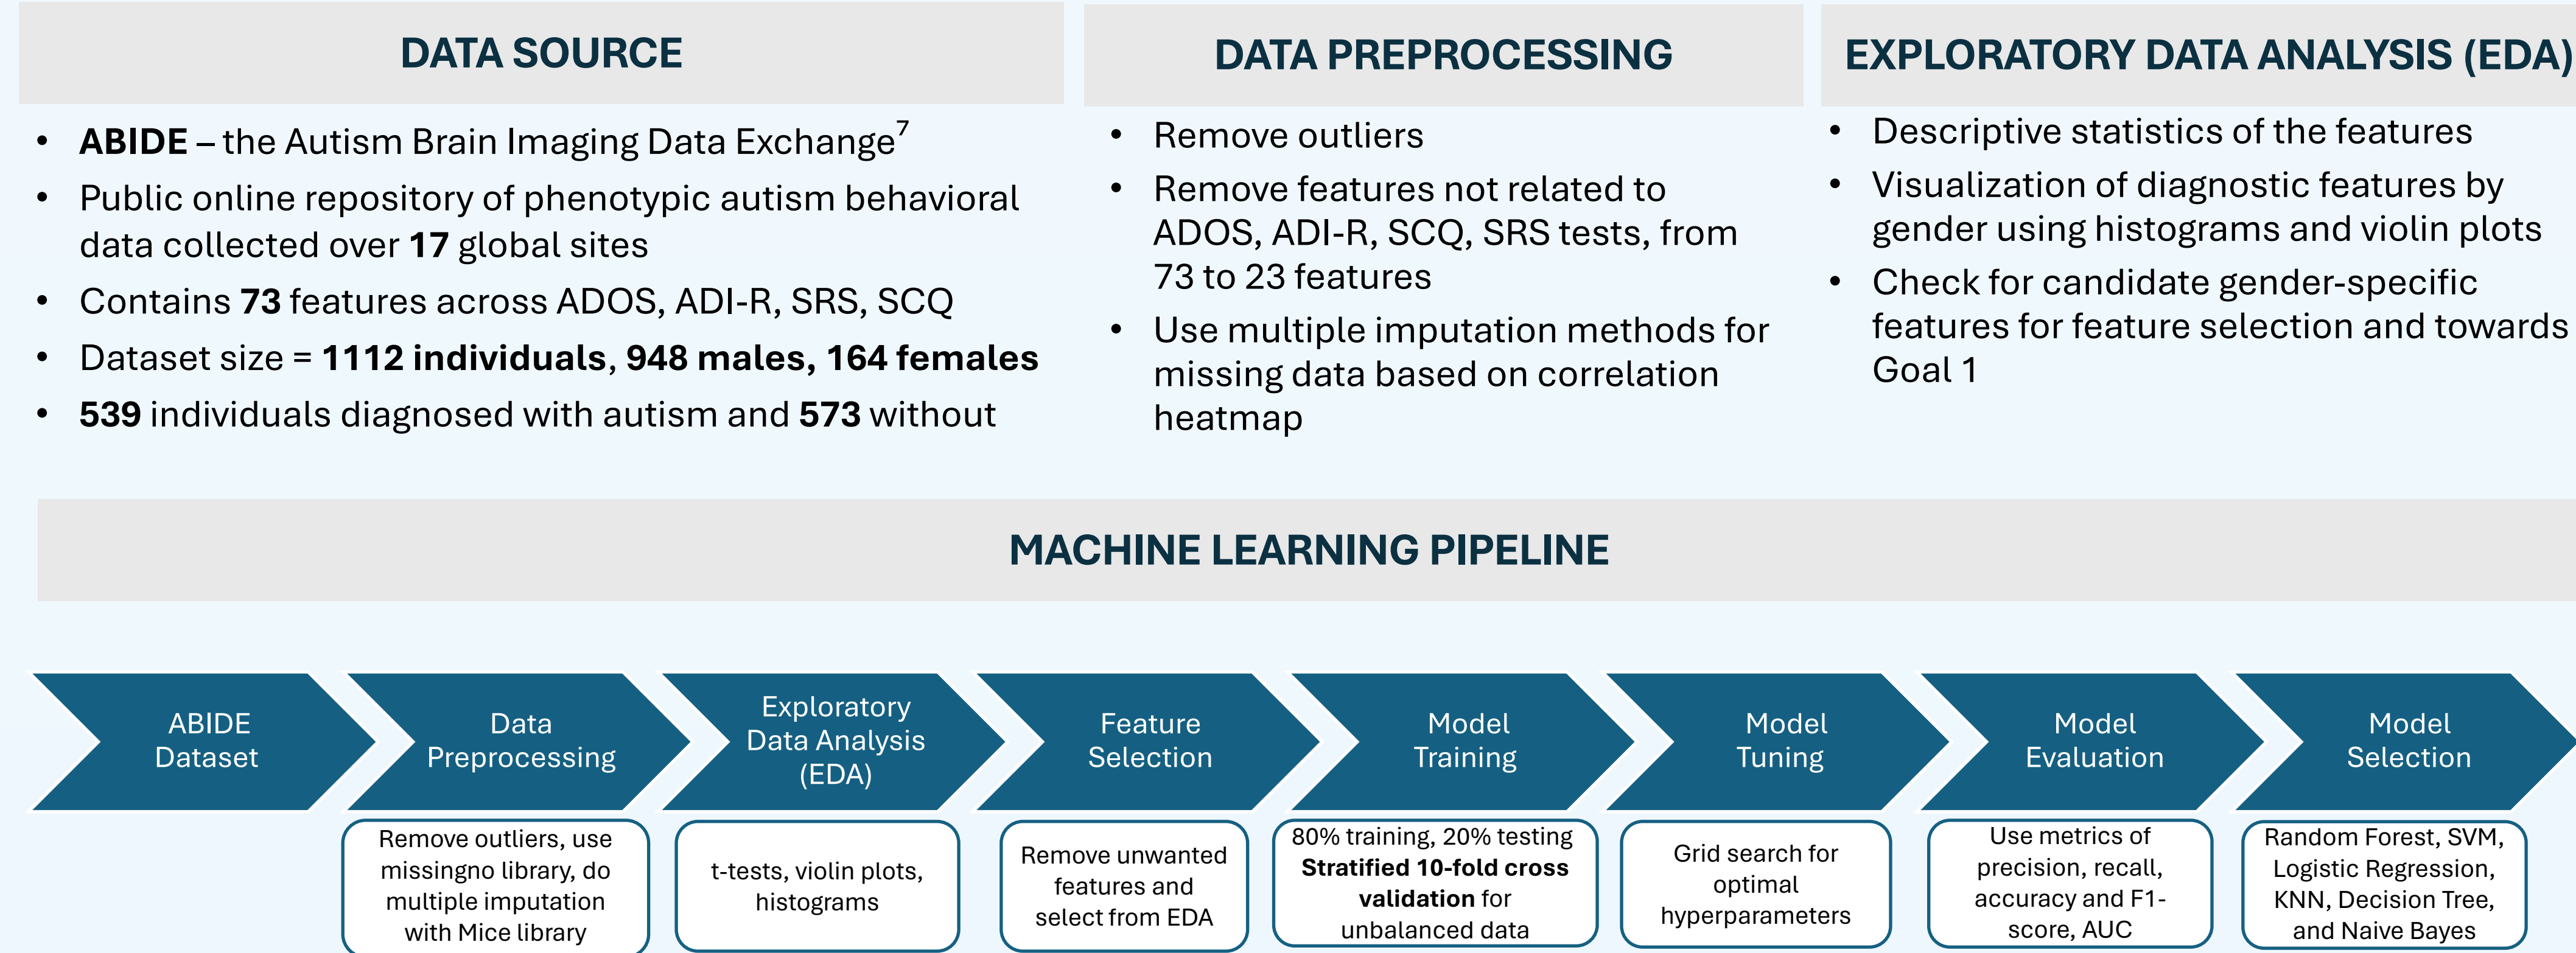 DATA SOURCE
• ABIDE – the Autism Brain Imaging Data Exchange⁷
• Public online repository of phenotypic autism behavioral
data collected over 17 global sites
• Contains 73 features across ADOS, ADI-R, SRS, SCQ
• Dataset size = 1112 individuals, 948 males, 164 females
• 539 individuals diagnosed with autism and 573 without
DATA PREPROCESSING
• Remove outliers
• Remove features not related to
ADOS, ADI-R, SCQ, SRS tests, from
73 to 23 features
• Use multiple imputation methods for
missing data based on correlation
heatmap
EXPLORATORY DATA ANALYSIS (EDA)
• Descriptive statistics of the features
• Visualization of diagnostic features by
gender using histograms and violin plots
• Check for candidate gender-specific
features for feature selection and towards
Goal 1
MACHINE LEARNING PIPELINE
ABIDE
Dataset
Data
Preprocessing
Remove outliers, use
missingno library, do
multiple imputation
with Mice library
Exploratory
Data Analysis
(EDA)
t-tests, violin plots,
histograms
Feature
Selection
Remove unwanted
features and
select from EDA
Model
Training
80% training, 20% testing
Stratified 10-fold cross
validation for
unbalanced data
Model
Tuning
Grid search for
optimal
hyperparameters
Model
Evaluation
Use metrics of
precision, recall,
accuracy and F1-
score, AUC
Model
Selection
Random Forest, SVM,
Logistic Regression,
KNN, Decision Tree,
and Naive Bayes